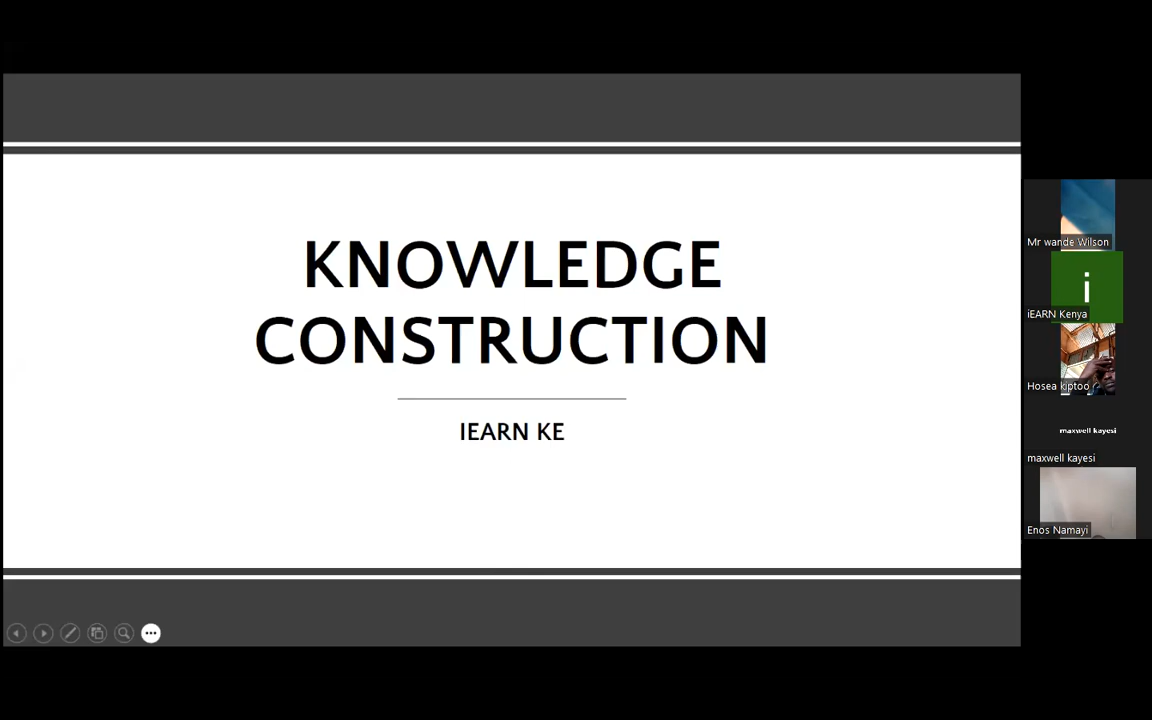 KNOWLEDGE
CONSTRUCTION
IEARN KE
Mr wande Wilson
i
iEARN Kenya
Hosea kiptoo
maxwell kayesi
maxwell kayesi
Enos Namayi